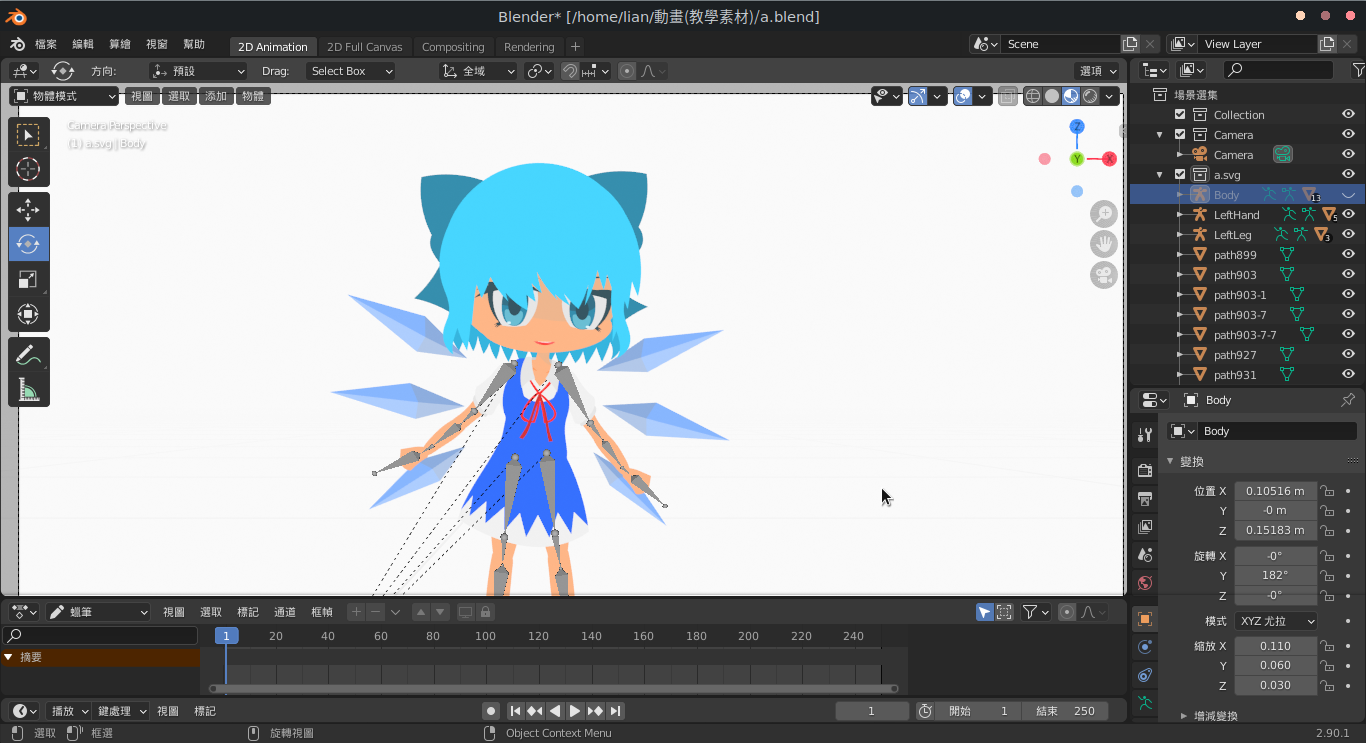 Blender* [/home/lian/動畫(教學素材)/a.blend]
檔案 編輯 算繪 視窗 幫助 2D Animation 2D Full Canvas Compositing Rendering + Scene View Layer
方向: 預設 Drag: Select Box 全域 選項
物體模式 視圖 選取 添加 物體
Camera Perspective
(1) a.svg | Body
Z
Y X
場景選集
Collection
Camera
Camera
a.svg
Body 13
LeftHand 5
LeftLeg 3
path899
path903
path903-1
path903-7
path903-7-7
path927
path931
Body
Body
變換
位置 X 0.10516 m
Y -0 m
Z 0.15183 m
旋轉 X -0°
Y 182°
Z -0°
模式 XYZ 尤拉
縮放 X 0.110
Y 0.060
Z 0.030
增減變換
蠟筆 視圖 選取 標記 通道 框幀
1 20 40 60 80 100 120 140 160 180 200 220 240
摘要
播放 鍵處理 視圖 標記 1 開始 1 結束 250
選取 框選 旋轉視圖 Object Context Menu 2.90.1